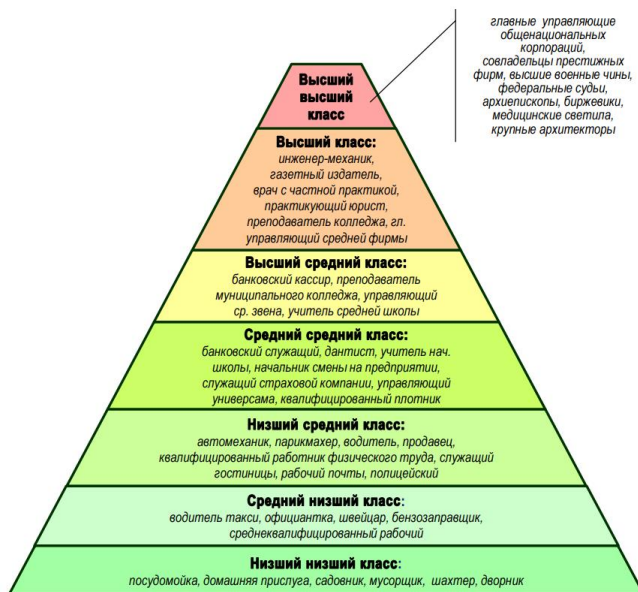 главные управляющие
общенациональных
корпораций,
совладельцы престижных
фирм, высшие военные чины,
федеральные судьи,
архиепископы, биржевики,
медицинские светила,
крупные архитекторы
Высший
высший
класс
Высший класс:
инженер-механик,
газетный издатель,
врач с частной практикой,
практикующий юрист,
преподаватель колледжа, гл.
управляющий средней фирмы
Высший средний класс:
банковский кассир, преподаватель
муниципального колледжа, управляющий
ср. звена, учитель средней школы
Средний средний класс:
банковский служащий, дантист, учитель нач.
школы, начальник смены на предприятии,
служащий страховой компании, управляющий
универсама, квалифицированный плотник
Низший средний класс:
автомеханик, парикмахер, водитель, продавец,
квалифицированный работник физического труда, служащий
гостиницы, рабочий почты, полицейский
Средний низший класс:
водитель такси, официантка, швейцар, бензозаправщик,
среднеквалифицированный рабочий
Низший низший класс:
посудомойка, домашняя прислуга, садовник, мусорщик, шахтер, дворник